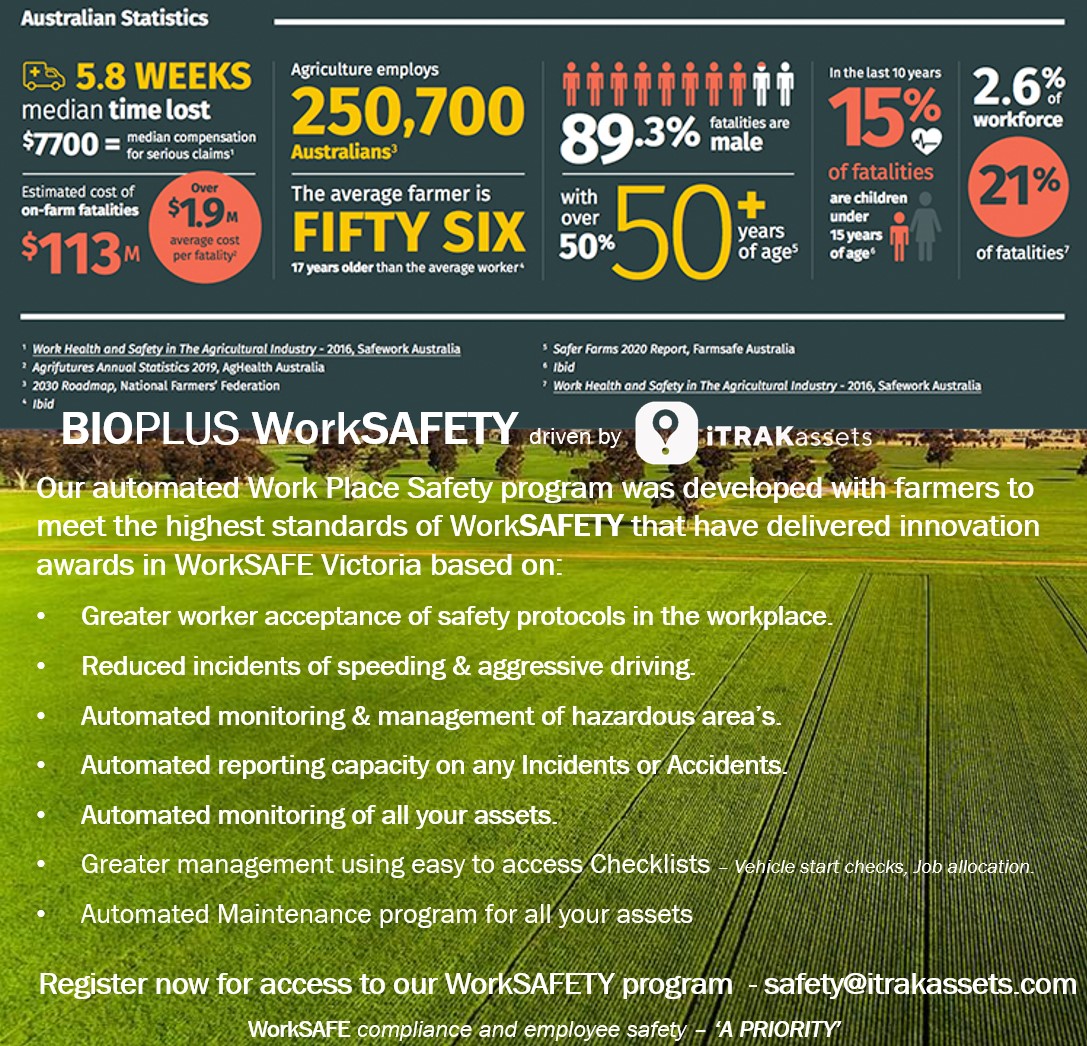 Australian Statistics
5.8 WEEKS
median time lost
$7700 = median compensation
for serious claims¹
Estimated cost of
on-farm fatalities
$113M
Over
$1.9M
average cost
per fatality²
Agriculture employs
250,700
Australians³
The average farmer is
FIFTY SIX
17 years older than the average worker⁴
89.3% fatalities are
male
with
over
50%
50+
years
of age⁵
In the last 10 years
15%
of fatalities
are children
under
15 years
of age⁶
2.6% of
workforce
21%
of fatalities⁷
¹ Work Health and Safety in The Agricultural Industry - 2016, Safework Australia
² Agrifutures Annual Statistics 2019, AgHealth Australia
³ 2030 Roadmap, National Farmers' Federation
⁴ Ibid
⁵ Safer Farms 2020 Report, Farmsafe Australia
⁶ Ibid
⁷ Work Health and Safety in The Agricultural Industry - 2016, Safework Australia
BIOPLUS WorkSAFETY driven by iTRAKassets
Our automated Work Place Safety program was developed with farmers to
meet the highest standards of WorkSAFETY that have delivered innovation
awards in WorkSAFE Victoria based on:
• Greater worker acceptance of safety protocols in the workplace.
• Reduced incidents of speeding & aggressive driving.
• Automated monitoring & management of hazardous area's.
• Automated reporting capacity on any Incidents or Accidents.
• Automated monitoring of all your assets.
• Greater management using easy to access Checklists – Vehicle start checks, Job allocation.
• Automated Maintenance program for all your assets
Register now for access to our WorkSAFETY program - safety@itrakassets.com
WorkSAFE compliance and employee safety – 'A PRIORITY'